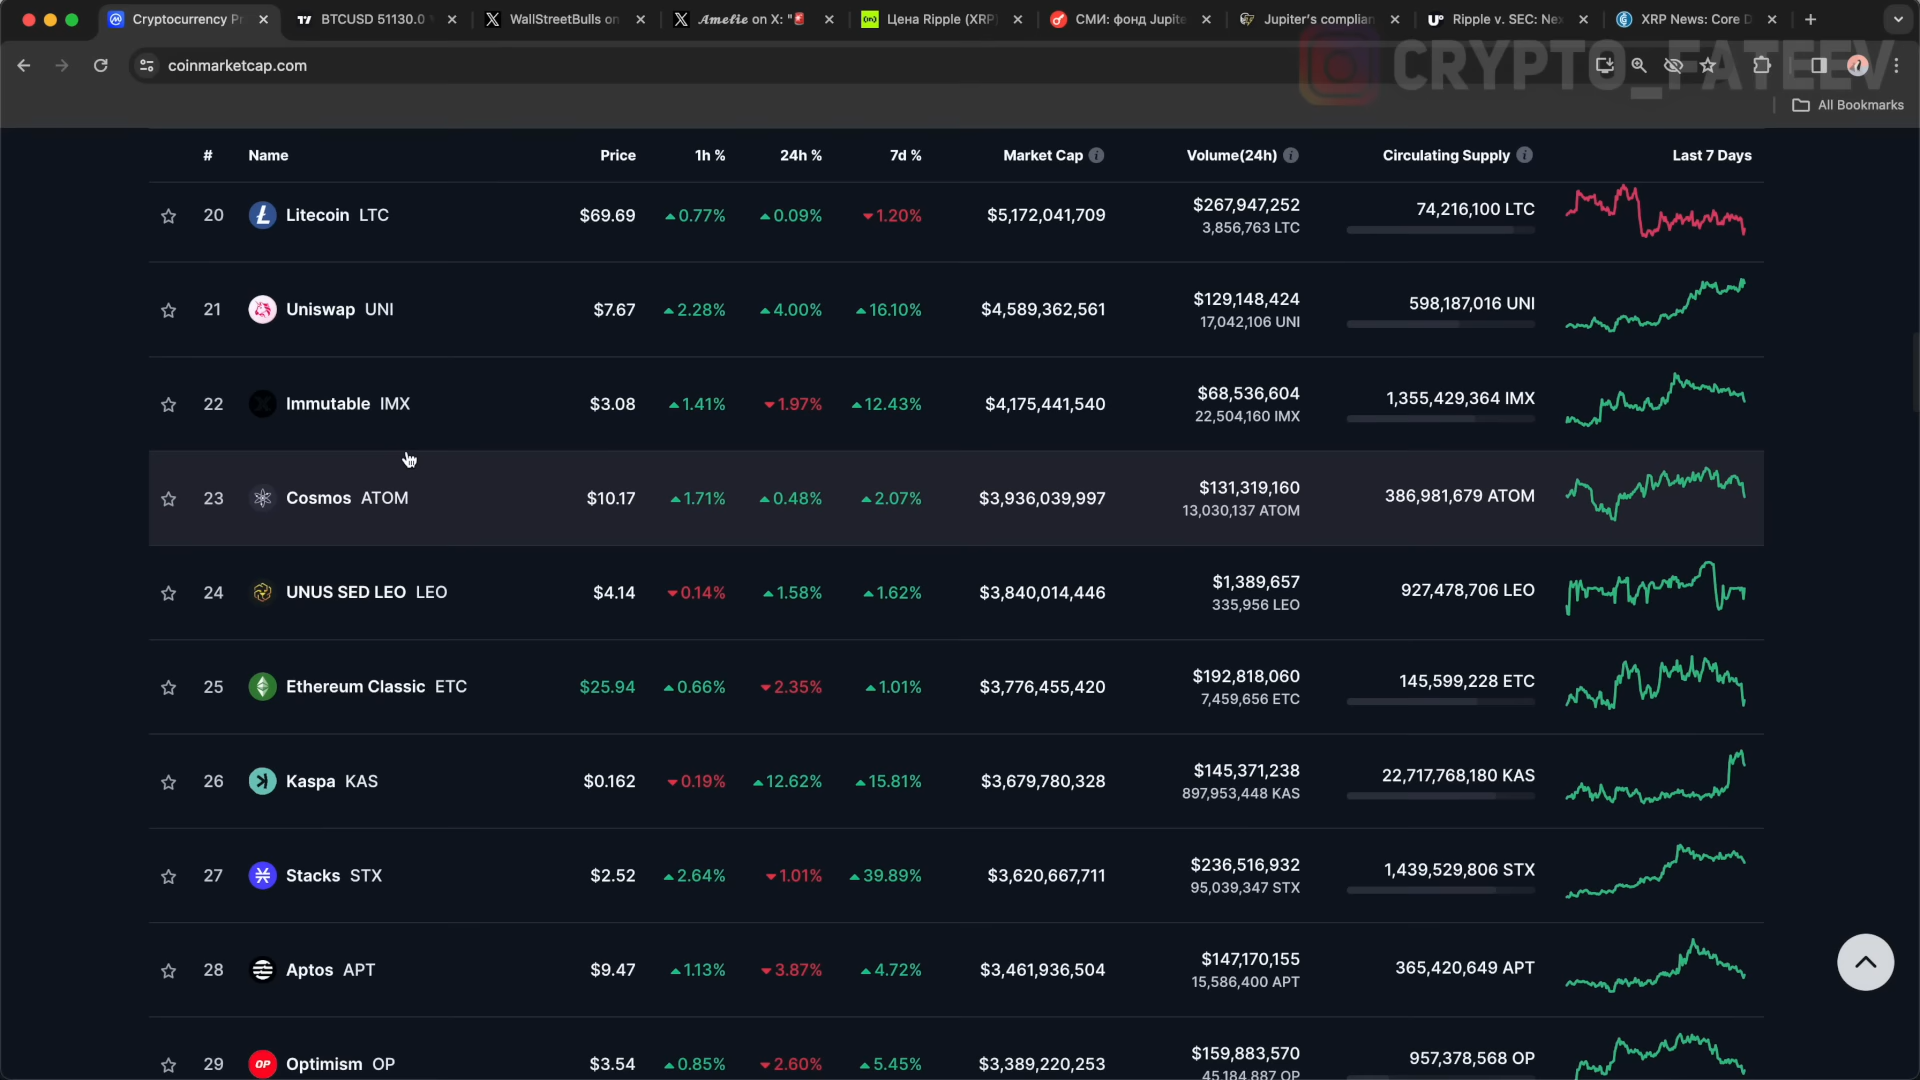 Cryptocurrency Pr
BTCUSD 51130.0
WallStreetBulls on
𝓐𝓶𝓮𝓵𝓲𝓮 on X: "🚨
Цена Ripple (XRP)
СМИ: фонд Jupite
Jupiter's complian
Ripple v. SEC: Nex
XRP News: Core D
coinmarketcap.com
CRYPTO_FATEEV
All Bookmarks
# Name Price 1h % 24h % 7d % Market Cap Volume(24h) Circulating Supply Last 7 Days
20 Litecoin LTC $69.69 0.77% 0.09% 1.20% $5,172,041,709 $267,947,252 74,216,100 LTC
3,856,763 LTC
21 Uniswap UNI $7.67 2.28% 4.00% 16.10% $4,589,362,561 $129,148,424 598,187,016 UNI
17,042,106 UNI
22 Immutable IMX $3.08 1.41% 1.97% 12.43% $4,175,441,540 $68,536,604 1,355,429,364 IMX
22,504,160 IMX
23 Cosmos ATOM $10.17 1.71% 0.48% 2.07% $3,936,039,997 $131,319,160 386,981,679 ATOM
13,030,137 ATOM
24 UNUS SED LEO LEO $4.14 0.14% 1.58% 1.62% $3,840,014,446 $1,389,657 927,478,706 LEO
335,956 LEO
25 Ethereum Classic ETC $25.94 0.66% 2.35% 1.01% $3,776,455,420 $192,818,060 145,599,228 ETC
7,459,656 ETC
26 Kaspa KAS $0.162 0.19% 12.62% 15.81% $3,679,780,328 $145,371,238 22,717,768,180 KAS
897,953,448 KAS
27 Stacks STX $2.52 2.64% 1.01% 39.89% $3,620,667,711 $236,516,932 1,439,529,806 STX
95,039,347 STX
28 Aptos APT $9.47 1.13% 3.87% 4.72% $3,461,936,504 $147,170,155 365,420,649 APT
15,586,400 APT
29 OP Optimism OP $3.54 0.85% 2.60% 5.45% $3,389,220,253 $159,883,570 957,378,568 OP
45,184,887 OP